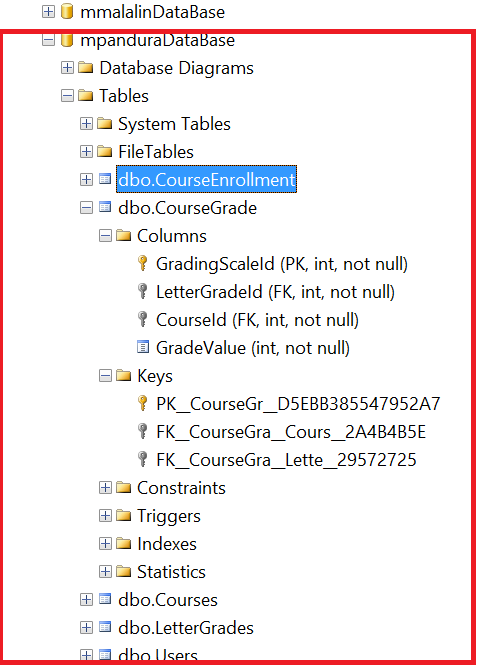 mmalalinDataBase
mpanduraDataBase
Database Diagrams
Tables
System Tables
FileTables
dbo.CourseEnrollment
dbo.CourseGrade
Columns
GradingScaleId (PK, int, not null)
LetterGradeId (FK, int, not null)
CourseId (FK, int, not null)
GradeValue (int, not null)
Keys
PK__CourseGr__D5EBB385547952A7
FK__CourseGra__Cours__2A4B4B5E
FK__CourseGra__Lette__29572725
Constraints
Triggers
Indexes
Statistics
dbo.Courses
dbo.LetterGrades
dbo.Users